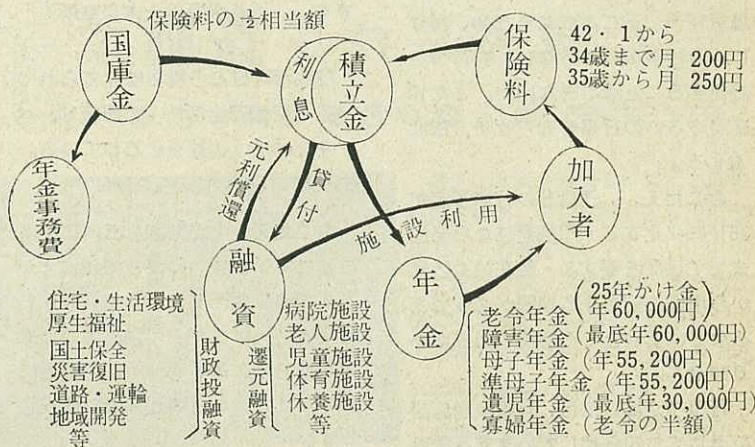 保険料の½相当額
国庫金
利息
積立金
保険料
42・1から
34歳まで月 200円
35歳から月 250円
年金事務費
元利償還
貸付
施設利用
加入者
融資
年金
住宅・生活環境
厚生福祉
国土保全
災害復旧
道路・運輸
地域開発
等
財政投融資
還元融資
病院施設
老人施設
児童施設
体育施設
休養施設
等
老令年金(25年かけ金
年60,000円)
障害年金(最底年60,000円)
母子年金(年55,200円)
準母子年金(年55,200円)
遺児年金(最底年30,000円)
寡婦年金(老令の半額)